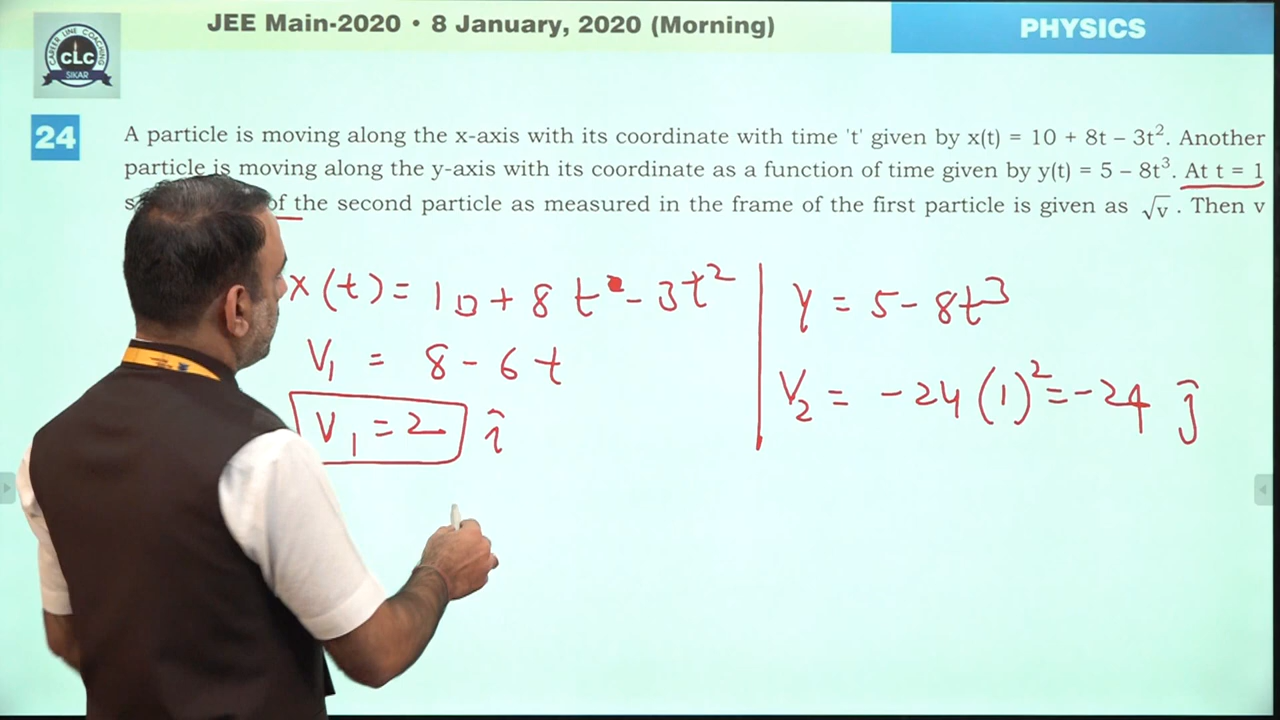 JEE Main-2020 • 8 January, 2020 (Morning)
PHYSICS
CAREER LINE COACHING
CLC
SIKAR
24
A particle is moving along the x-axis with its coordinate with time 't' given by x(t) = 10 + 8t – 3t². Another
particle is moving along the y-axis with its coordinate as a function of time given by y(t) = 5 – 8t³. At t = 1
of the second particle as measured in the frame of the first particle is given as √v. Then v
x(t) = 10 + 8t - 3t²
V₁ = 8 - 6t
V₁ = 2 î
y = 5 - 8t³
V₂ = -24(1)² = -24 ĵ